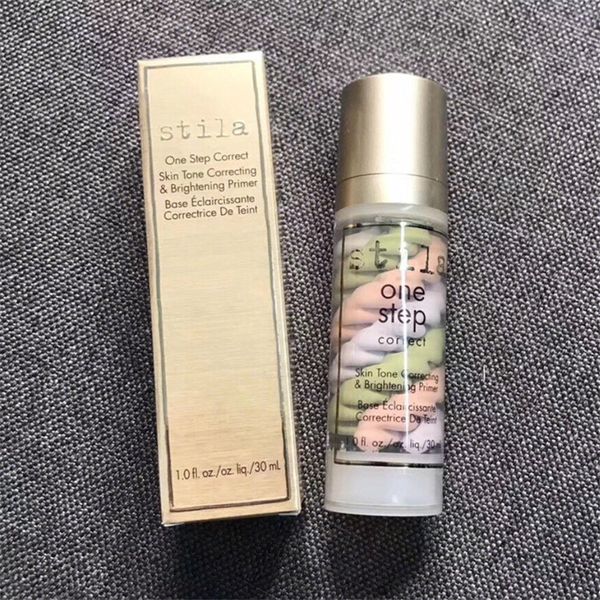 stila
One Step Correct
Skin Tone Correcting
& Brightening Primer
Base Éclaircissante
Correctrice De Teint
1.0 fl. oz./oz. liq./30 mL
stila
one
step
correct
Skin Tone Correcting
& Brightening Primer
Base Éclaircissante
Correctrice De Teint
1.0 fl. oz./oz. liq./30 m